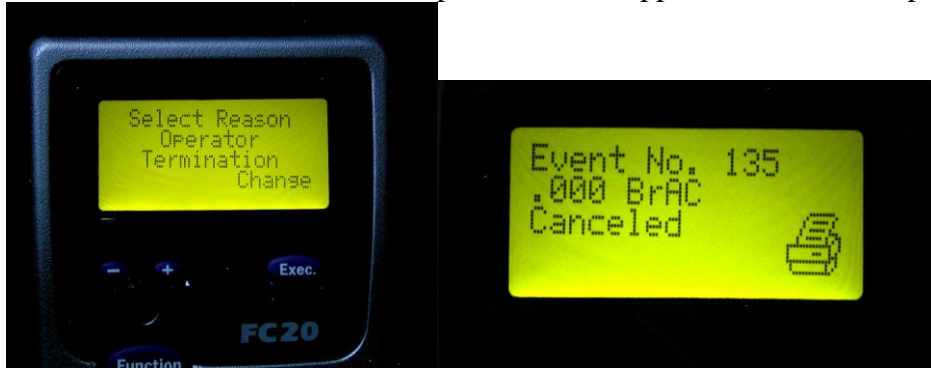 Select Reason
Operator
Termination
Change
- +
Exec.
FC20
Function
Event No. 135
.000 BrAC
Canceled